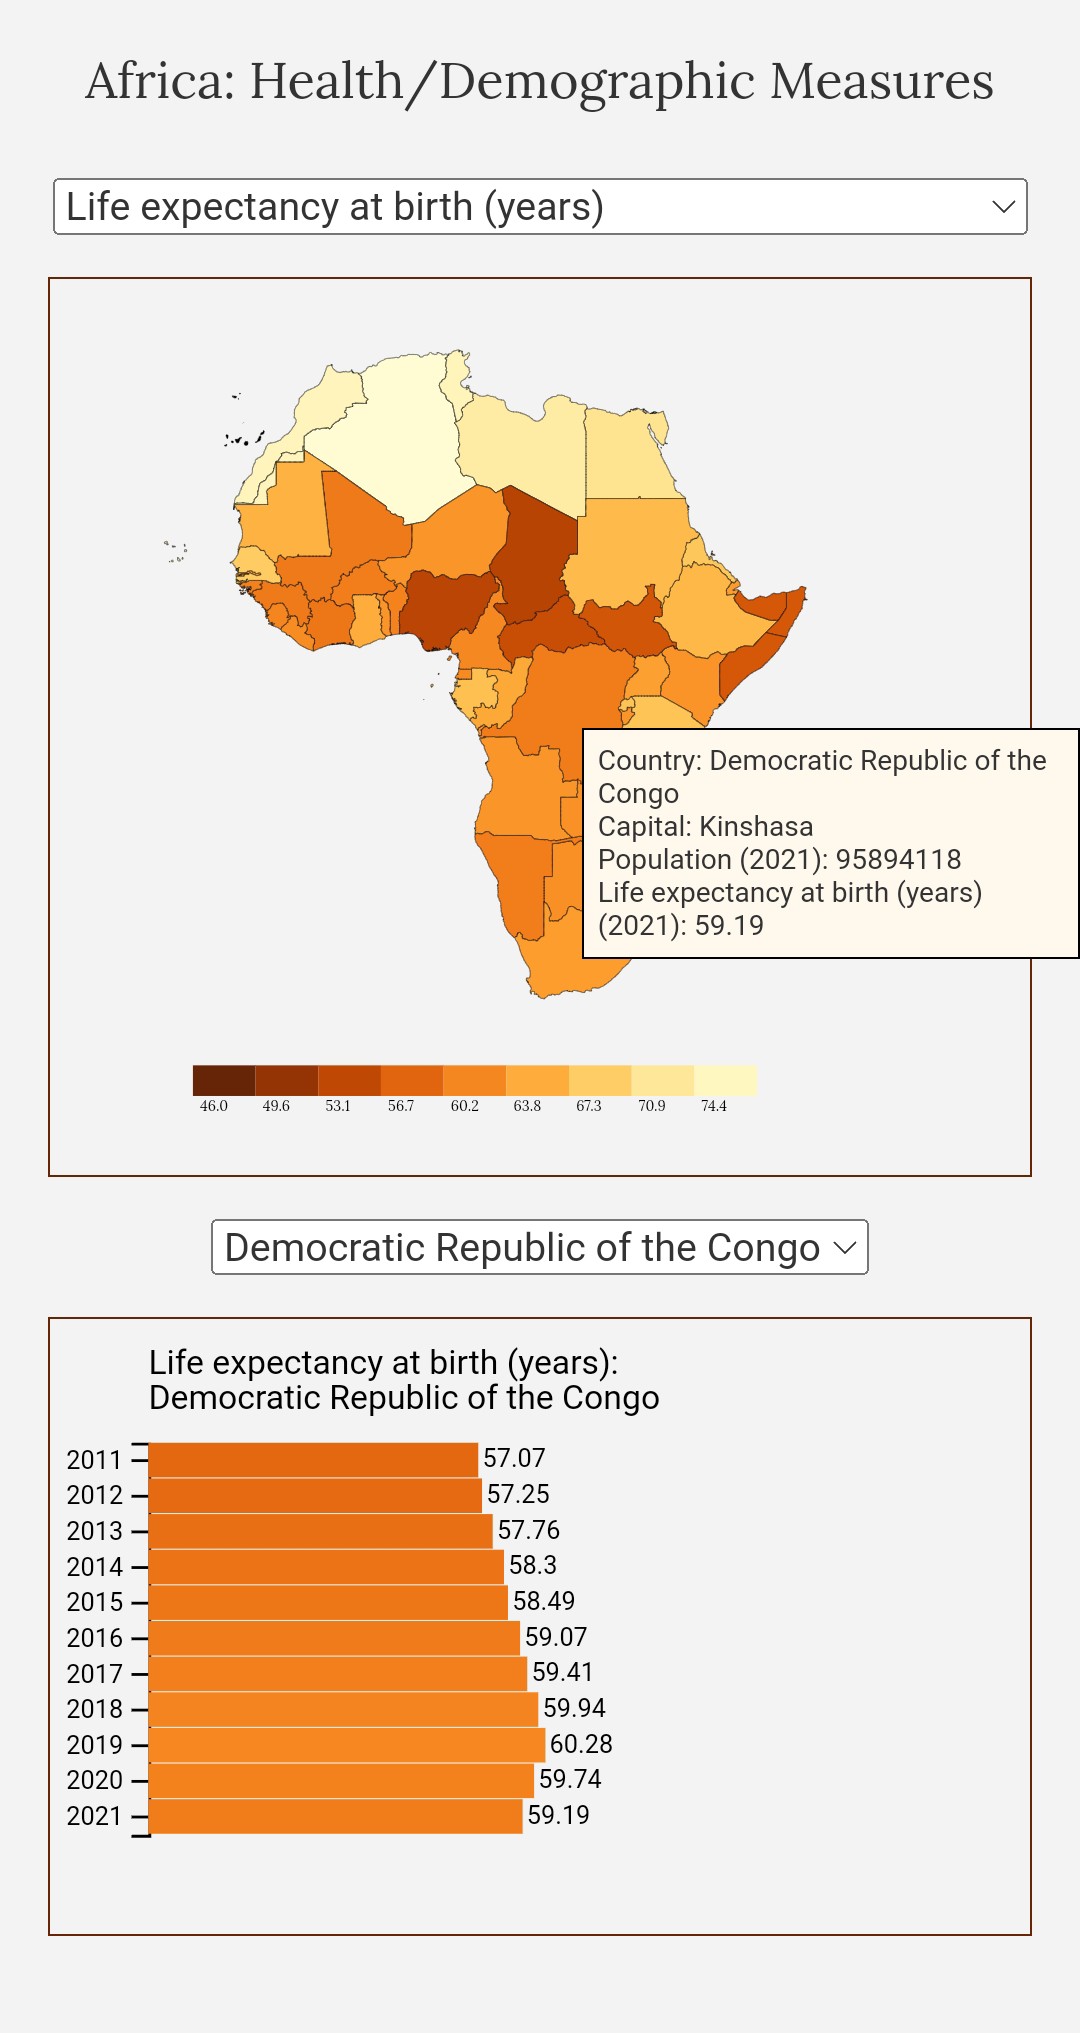 Africa: Health/Demographic Measures
Life expectancy at birth (years)
Country: Democratic Republic of the
Congo
Capital: Kinshasa
Population (2021): 95894118
Life expectancy at birth (years)
(2021): 59.19
46.0 49.6 53.1 56.7 60.2 63.8 67.3 70.9 74.4
Democratic Republic of the Congo
Life expectancy at birth (years):
Democratic Republic of the Congo
2011 57.07
2012 57.25
2013 57.76
2014 58.3
2015 58.49
2016 59.07
2017 59.41
2018 59.94
2019 60.28
2020 59.74
2021 59.19